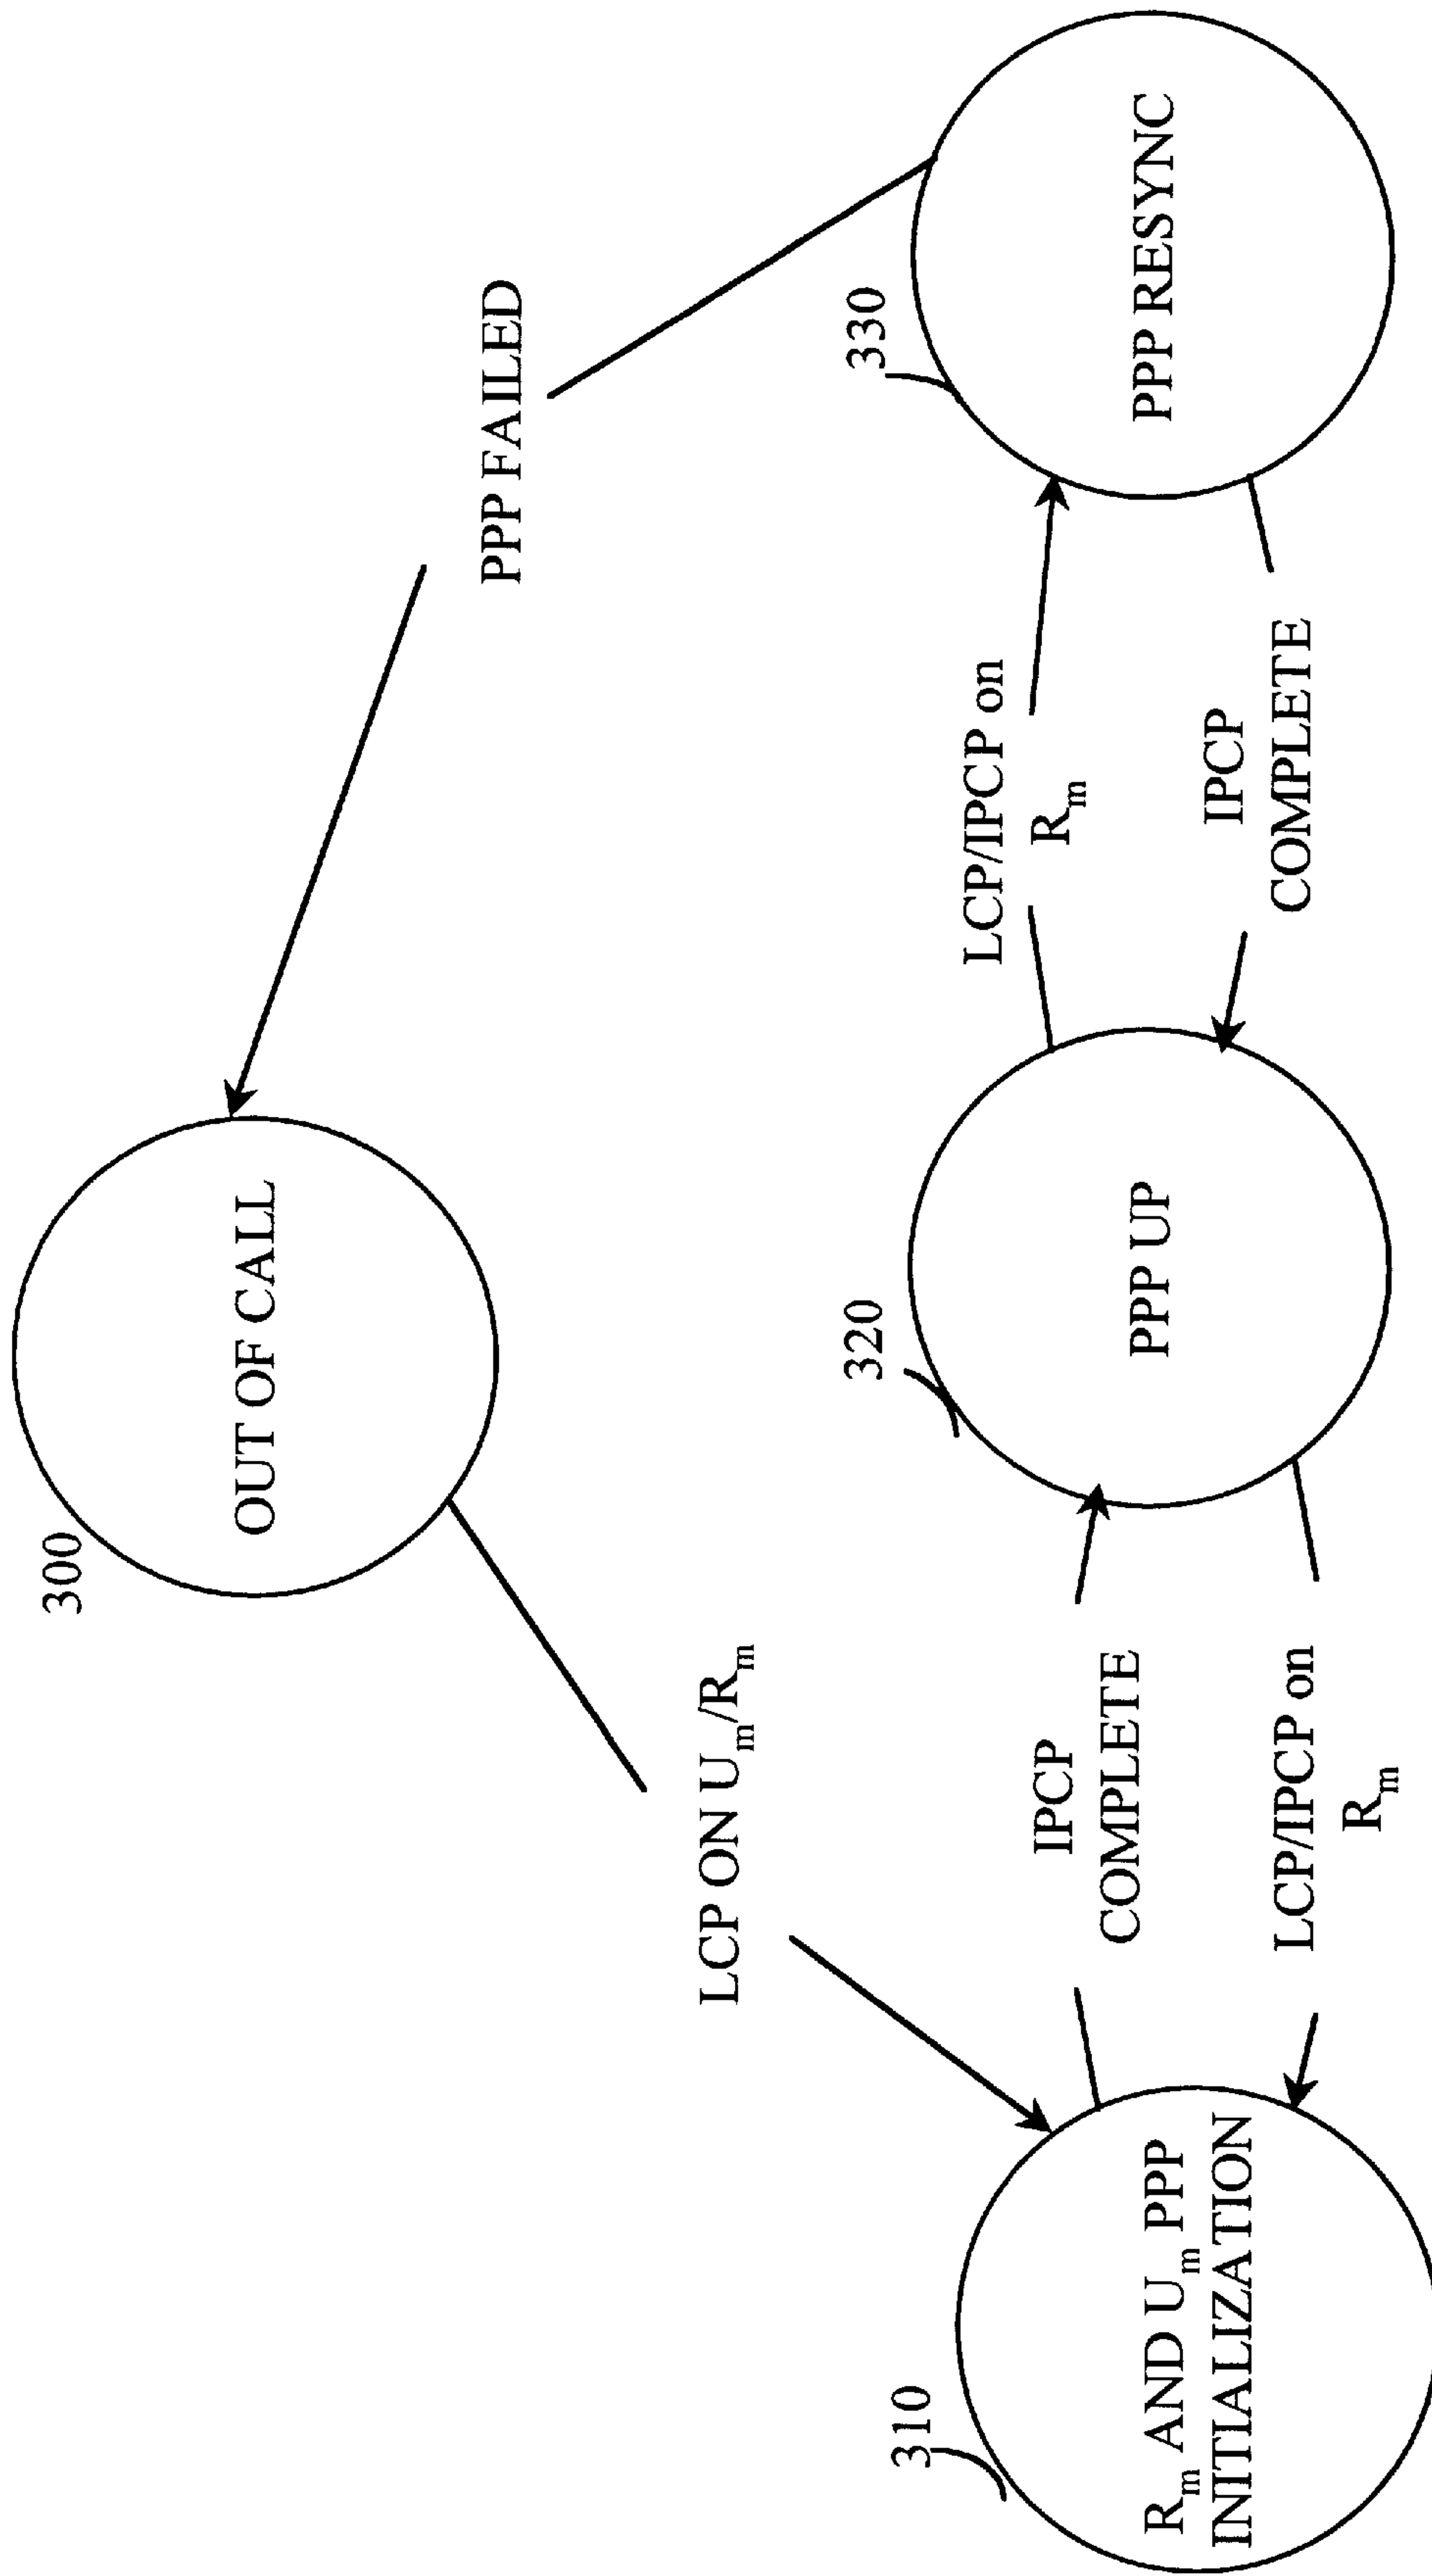 300
OUT OF CALL
LCP ON Um/Rm
PPP FAILED
310
Rm AND Um PPP
INITIALIZATION
IPCP
COMPLETE
LCP/IPCP on
Rm
320
PPP UP
LCP/IPCP on
Rm
IPCP
COMPLETE
330
PPP RESYNC